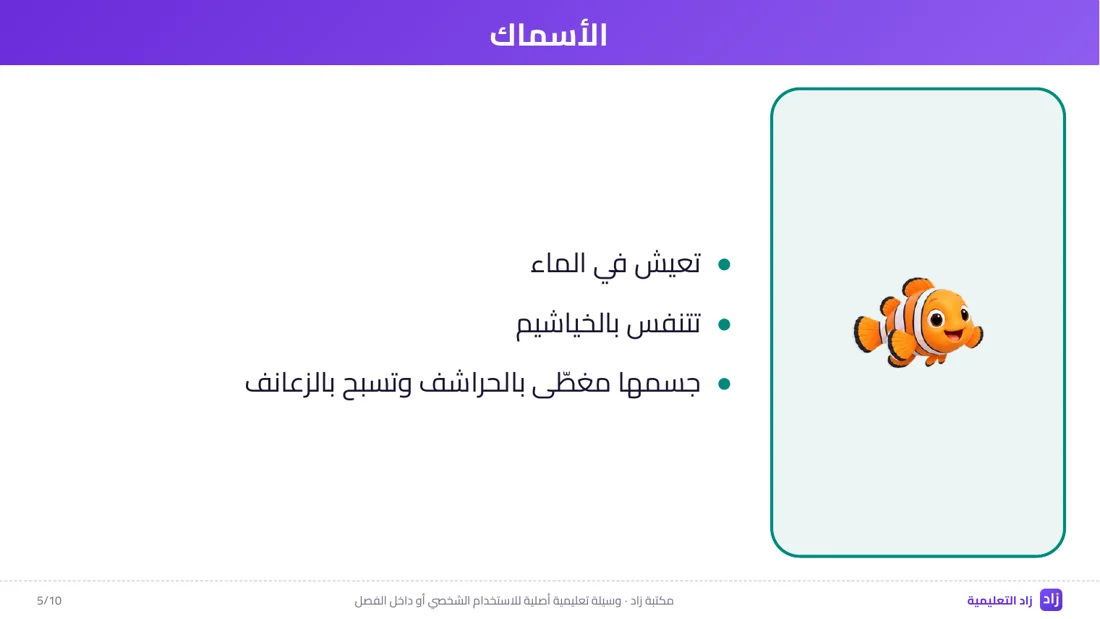 الأسماك
تعيش في الماء
تتنفس بالخياشيم
جسمها مغطّى بالحراشف وتسبح بالزعانف
زاد زاد التعليمية
مكتبة زاد · وسيلة تعليمية أصلية للاستخدام الشخصي أو داخل الفصل
5/10